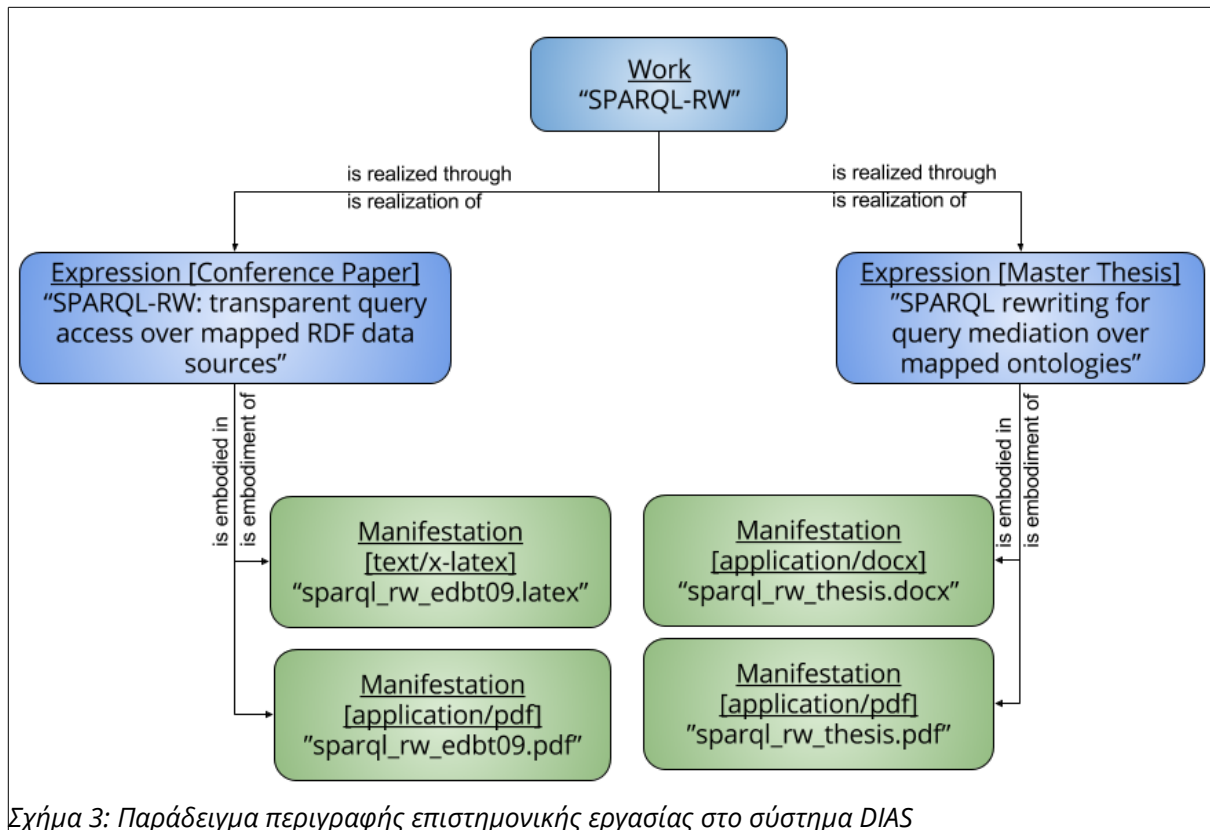 Work
“SPARQL-RW”
is realized through
is realization of
is realized through
is realization of
Expression [Conference Paper]
“SPARQL-RW: transparent query
access over mapped RDF data
sources”
Expression [Master Thesis]
”SPARQL rewriting for
query mediation over
mapped ontologies”
is embodied in
is embodiment of
is embodied in
is embodiment of
Manifestation
[text/x-latex]
“sparql_rw_edbt09.latex”
Manifestation
[application/docx]
“sparql_rw_thesis.docx”
Manifestation
[application/pdf]
”sparql_rw_edbt09.pdf”
Manifestation
[application/pdf]
”sparql_rw_thesis.pdf”
Σχήμα 3: Παράδειγμα περιγραφής επιστημονικής εργασίας στο σύστημα DIAS